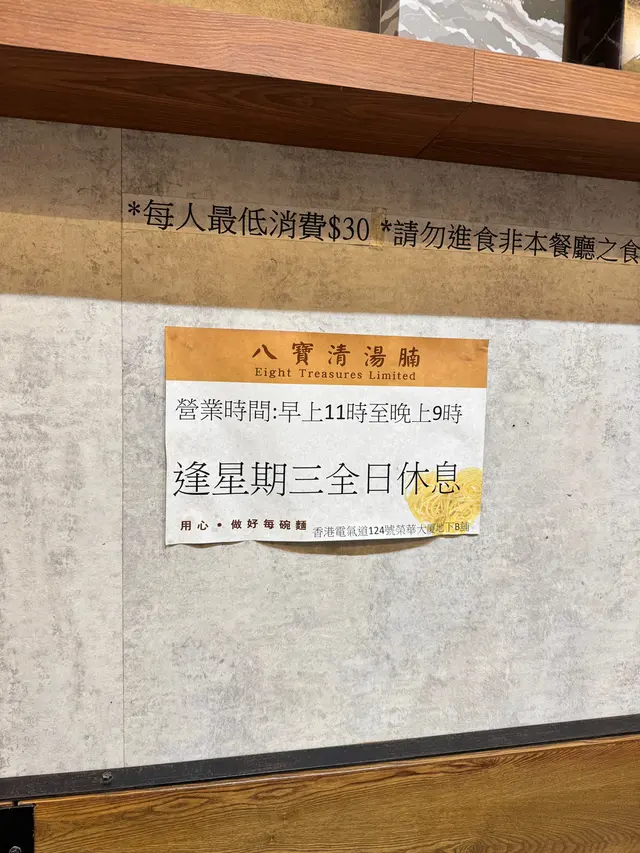 *每人最低消費$30 *請勿進食非本餐廳之食
八寶清湯腩
Eight Treasures Limited
營業時間:早上11時至晚上9時
逢星期三全日休息
用心•做好每碗麵
香港電氣道124號榮華大廈地下B舖